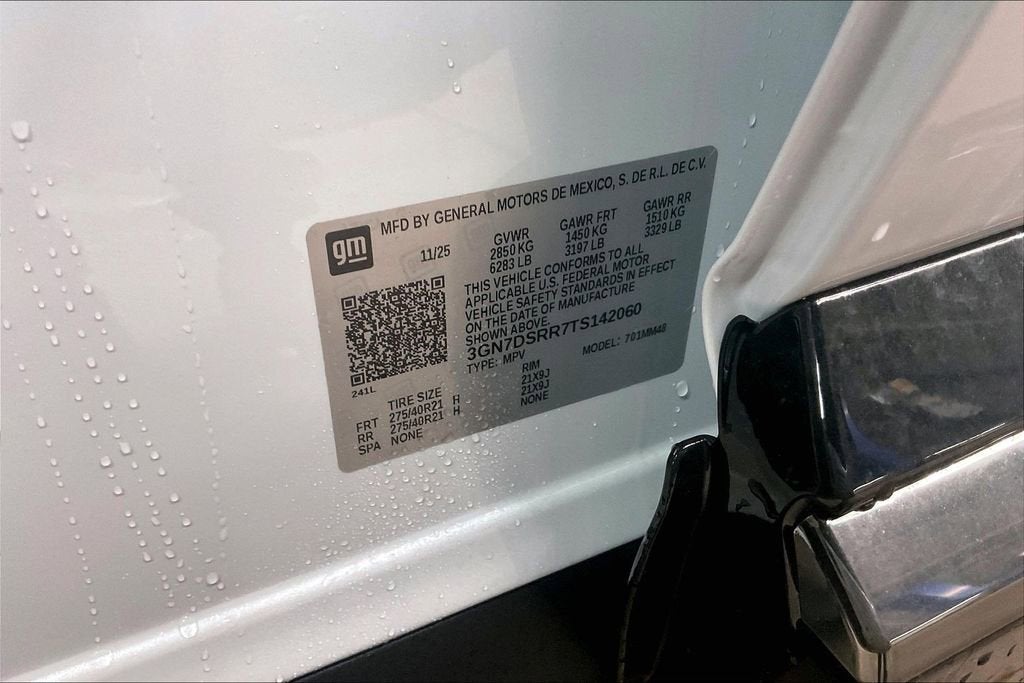 gm
MFD BY GENERAL MOTORS DE MEXICO, S. DE R.L. DE C.V.
11/25 GVWR GAWR FRT GAWR RR
2850 KG 1450 KG 1510 KG
6283 LB 3197 LB 3329 LB
THIS VEHICLE CONFORMS TO ALL
APPLICABLE U.S. FEDERAL MOTOR
VEHICLE SAFETY STANDARDS IN EFFECT
ON THE DATE OF MANUFACTURE
SHOWN ABOVE.
3GN7DSRR7TS142060
TYPE: MPV MODEL: 701MM48
241L
TIRE SIZE RIM
FRT 275/40R21 H 21X9J
RR 275/40R21 H 21X9J
SPA NONE NONE